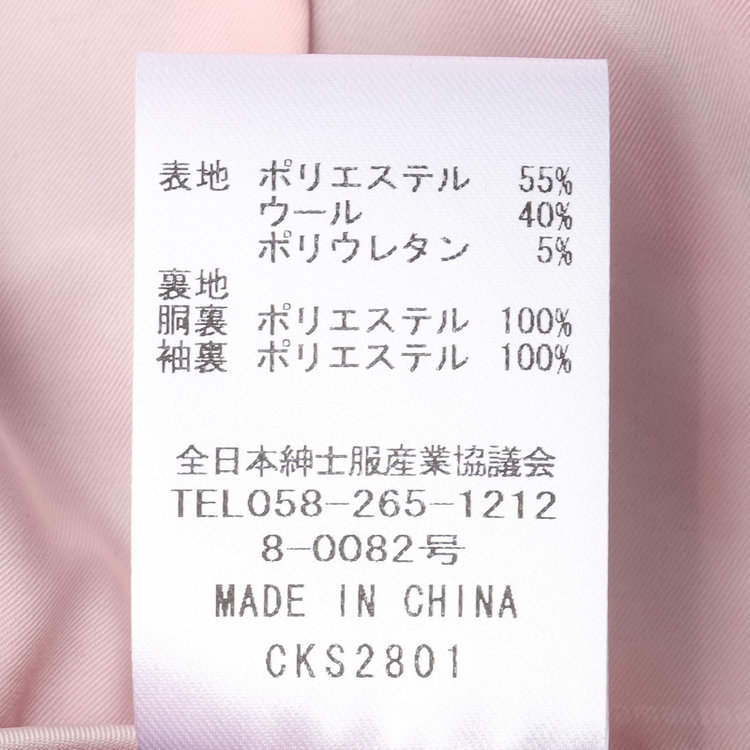 表地 ポリエステル 55%
ウール 40%
ポリウレタン 5%
裏地
胴裏 ポリエステル 100%
袖裏 ポリエステル 100%
全日本紳士服産業協議会
TEL058-265-1212
8-0082号
MADE IN CHINA
CKS2801